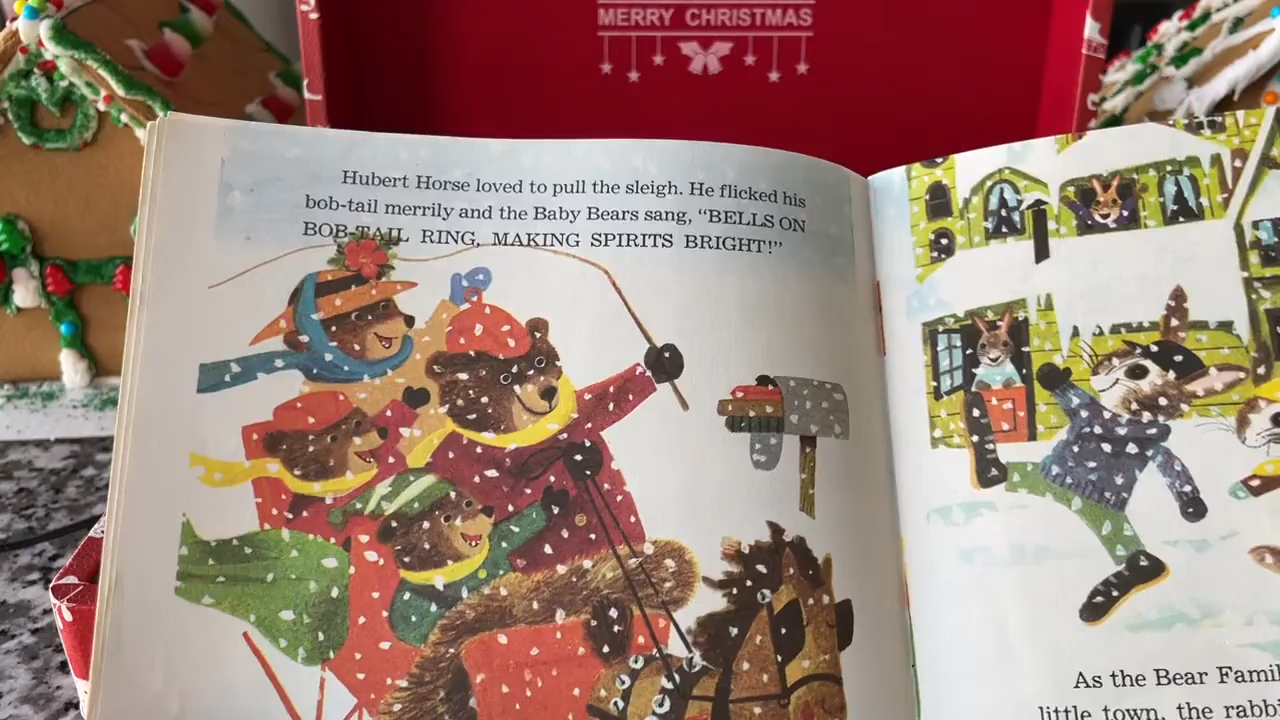 MERRY CHRISTMAS
Hubert Horse loved to pull the sleigh. He flicked his
bob-tail merrily and the Baby Bears sang, “BELLS ON
BOB-TAIL RING, MAKING SPIRITS BRIGHT!”
As the Bear Famil
little town, the rabb